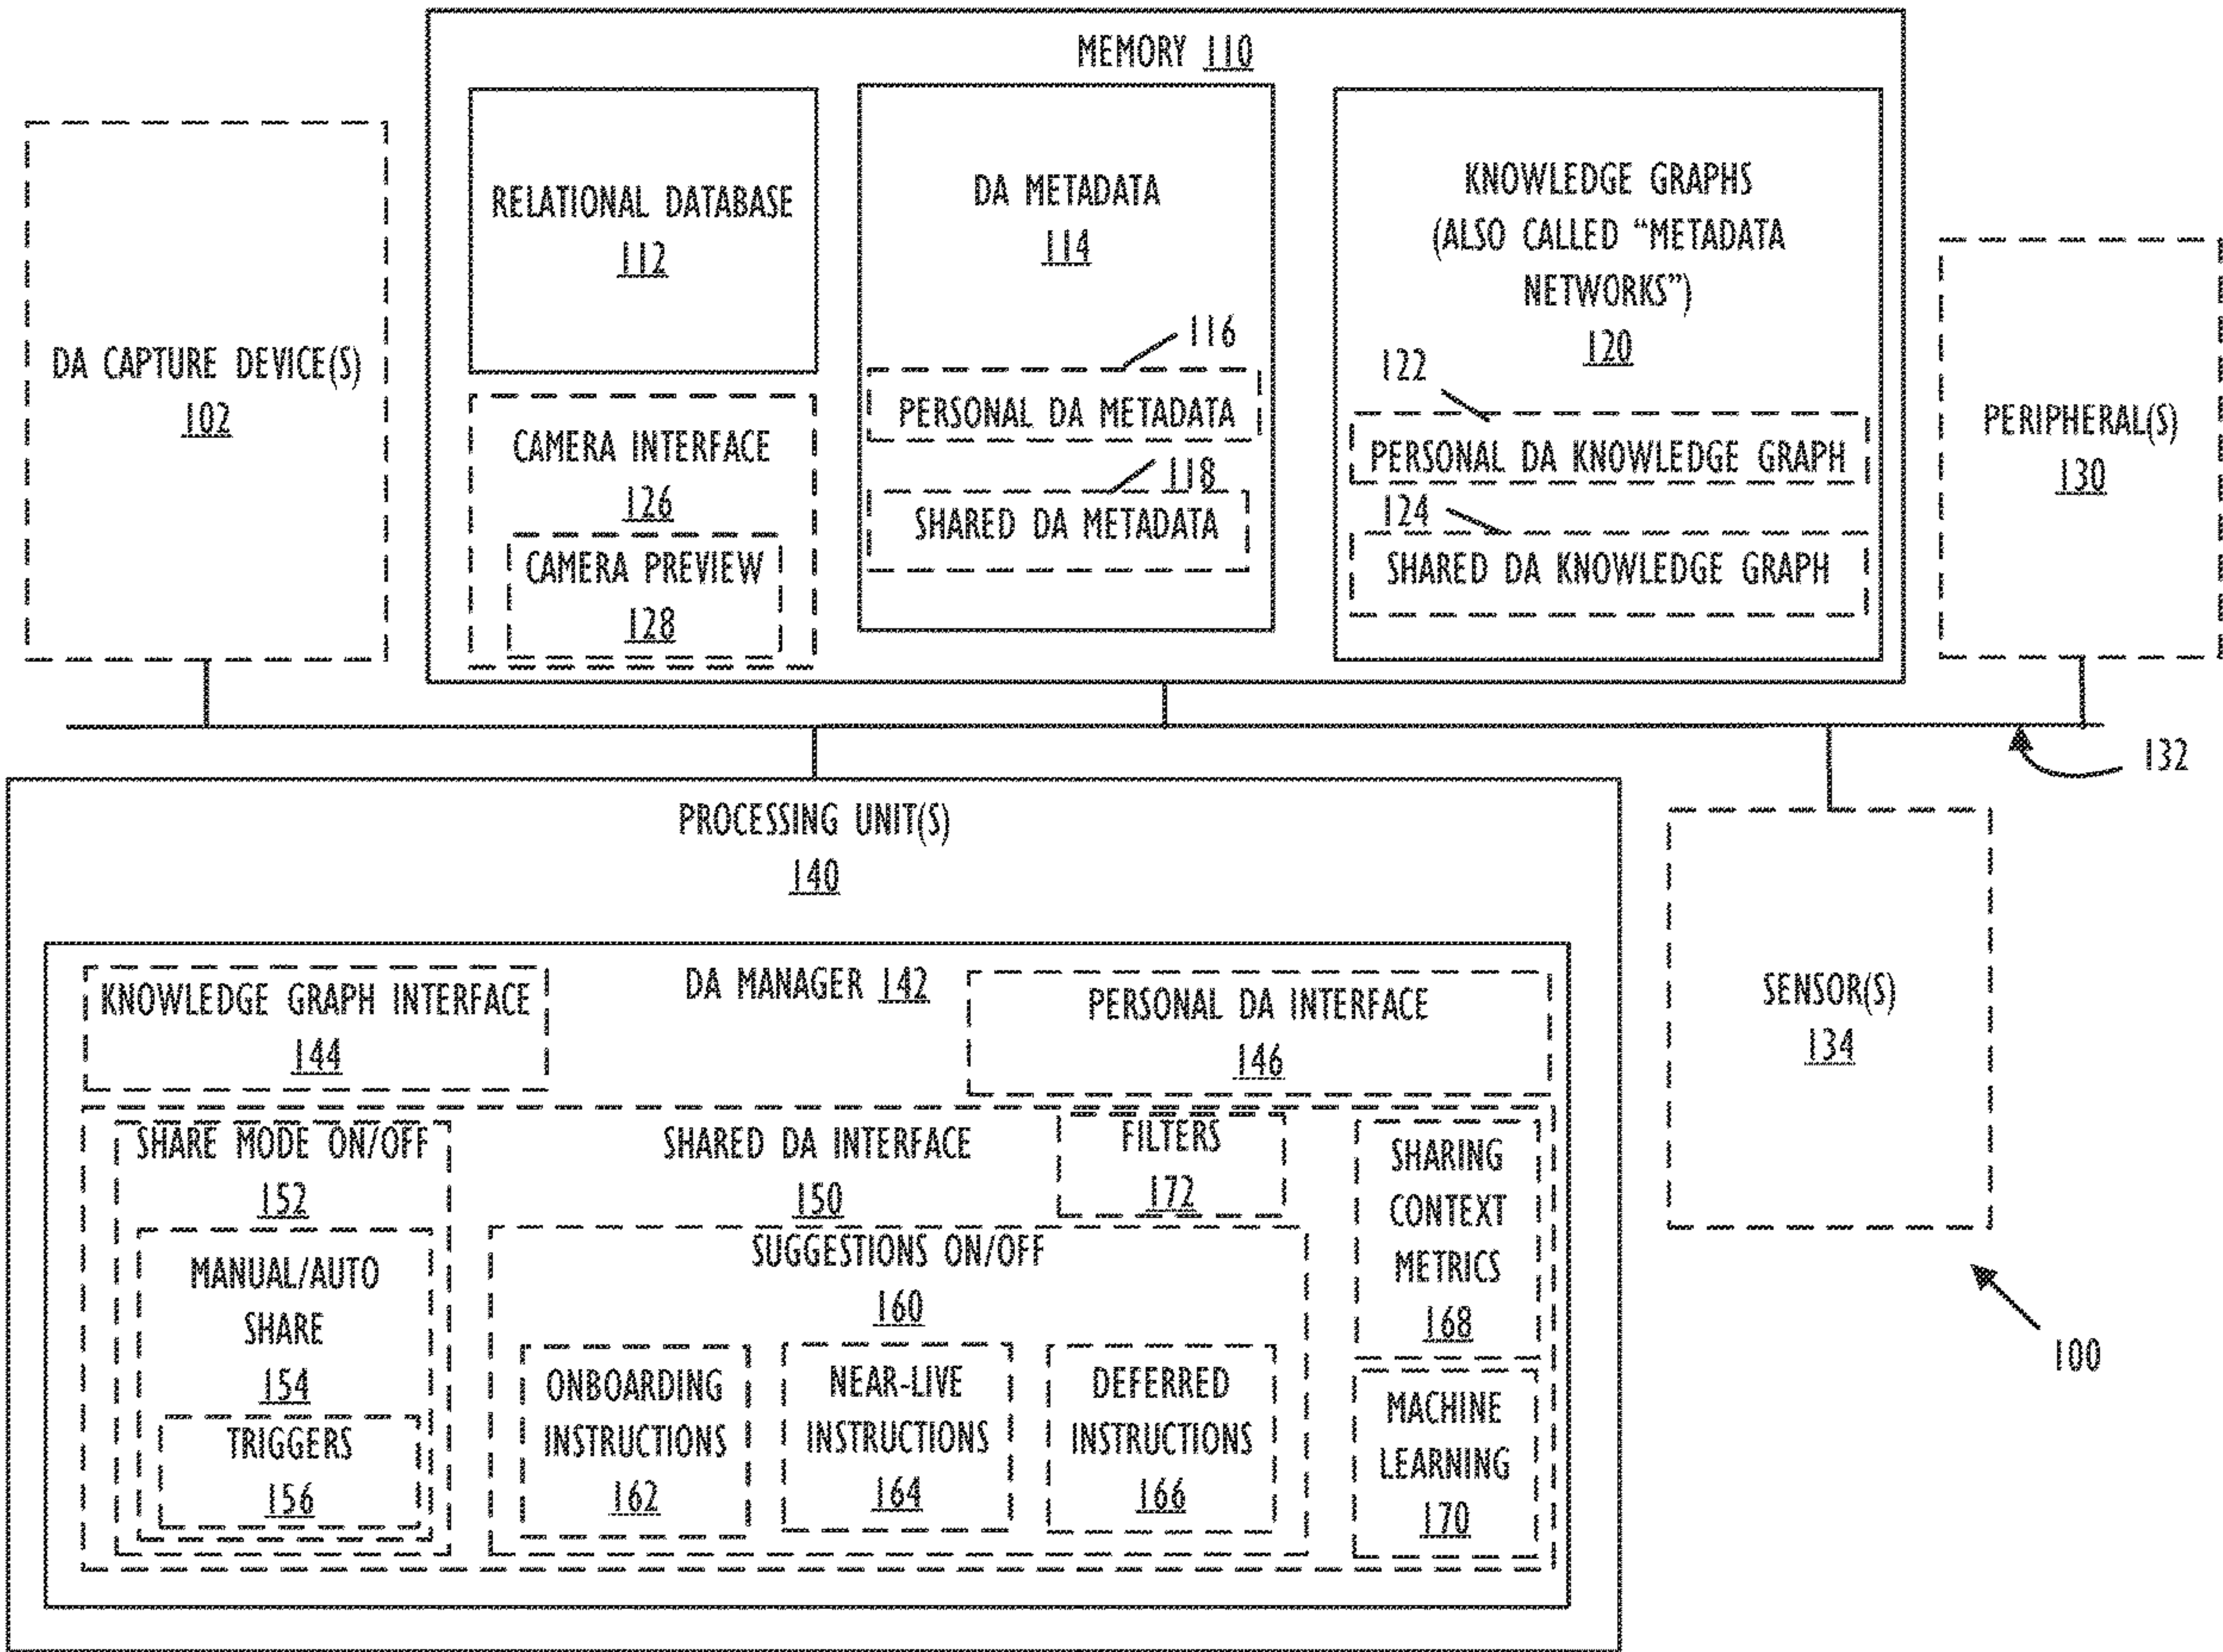 MEMORY 110
DA CAPTURE DEVICE(S)
102
RELATIONAL DATABASE
112
CAMERA INTERFACE
126
CAMERA PREVIEW
128
DA METADATA
114
116
PERSONAL DA METADATA
118
SHARED DA METADATA
KNOWLEDGE GRAPHS
(ALSO CALLED “METADATA
NETWORKS”)
120
122
PERSONAL DA KNOWLEDGE GRAPH
124
SHARED DA KNOWLEDGE GRAPH
PERIPHERAL(S)
130
132
PROCESSING UNIT(S)
140
DA MANAGER 142
KNOWLEDGE GRAPH INTERFACE
144
PERSONAL DA INTERFACE
146
SHARE MODE ON/OFF
152
MANUAL/AUTO
SHARE
154
TRIGGERS
156
SHARED DA INTERFACE
150
FILTERS
172
SUGGESTIONS ON/OFF
160
ONBOARDING
INSTRUCTIONS
162
NEAR-LIVE
INSTRUCTIONS
164
DEFERRED
INSTRUCTIONS
166
SHARING
CONTEXT
METRICS
168
MACHINE
LEARNING
170
SENSOR(S)
134
100